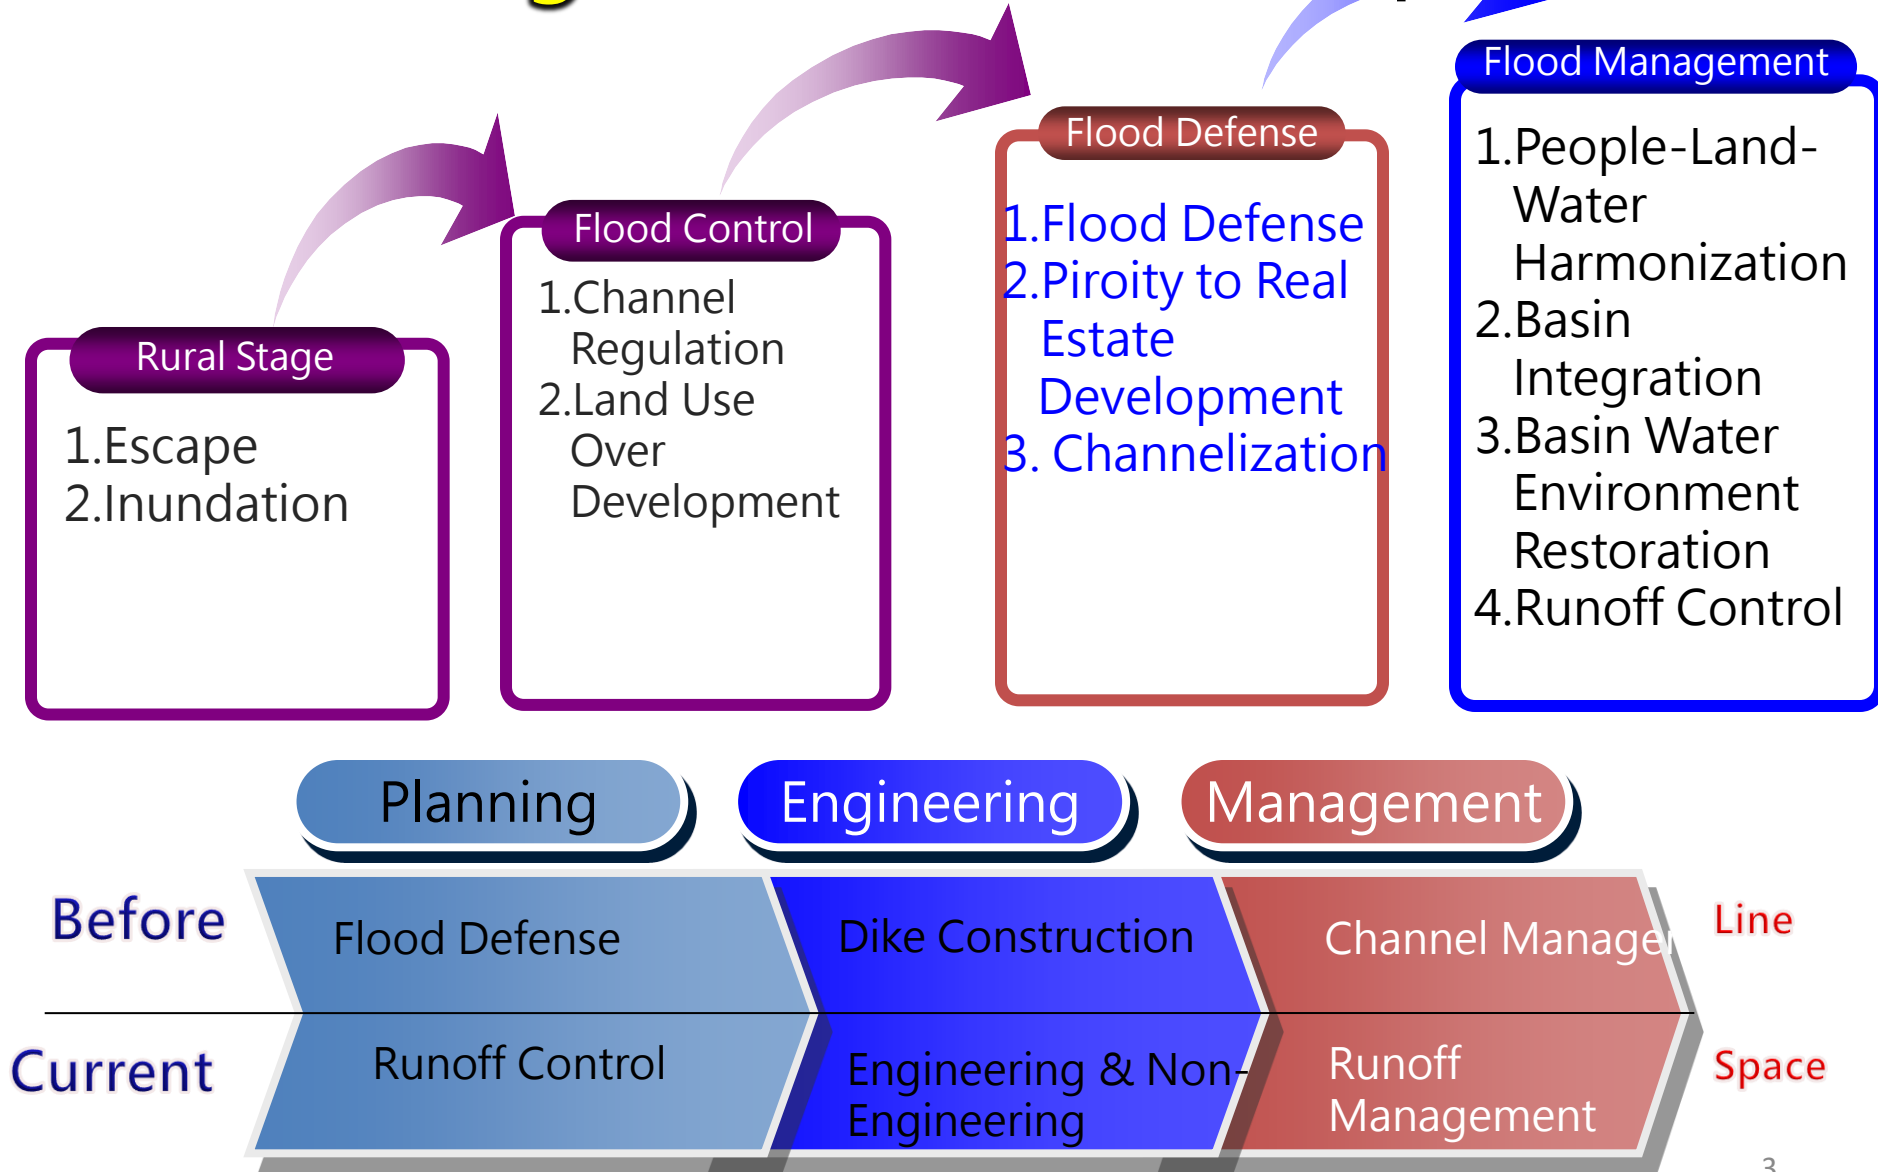 Flood Management
1.People-Land-
Water
Harmonization
2.Basin
Integration
3.Basin Water
Environment
Restoration
4.Runoff Control
Flood Defense
1.Flood Defense
2.Piroity to Real
Estate
Development
3. Channelization
Flood Control
1.Channel
Regulation
2.Land Use
Over
Development
Rural Stage
1.Escape
2.Inundation
Planning
Engineering
Management
Before
Flood Defense
Dike Construction
Channel
Line
Current
Runoff Control
Engineering & Non-
Engineering
Runoff
Management
Space
3